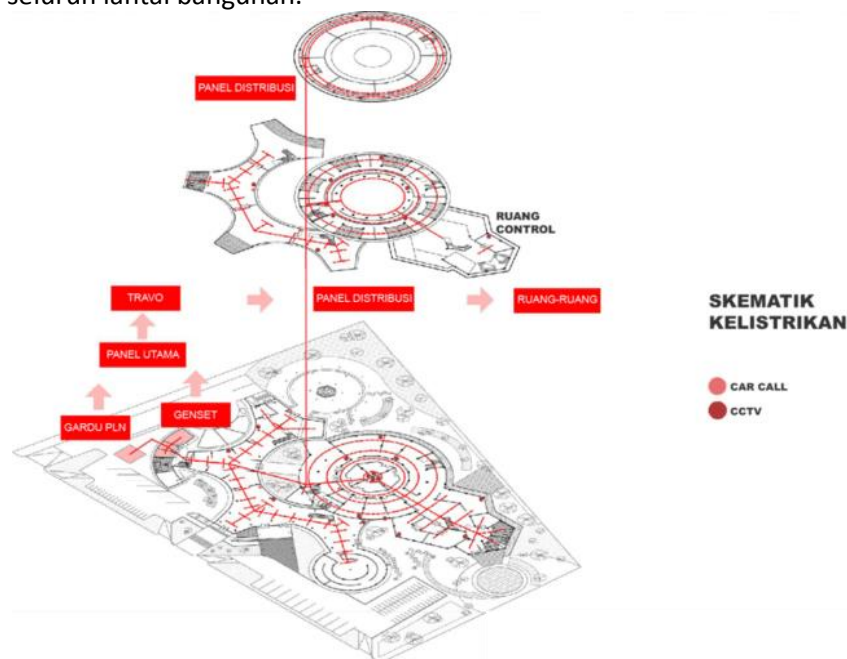 seluruh lantai bangunan.
PANEL DISTRIBUSI
RUANG
CONTROL
TRAVO
PANEL DISTRIBUSI
RUANG-RUANG
SKEMATIK
KELISTRIKAN
PANEL UTAMA
CAR CALL
GENSET
CCTV
GARDU PLN